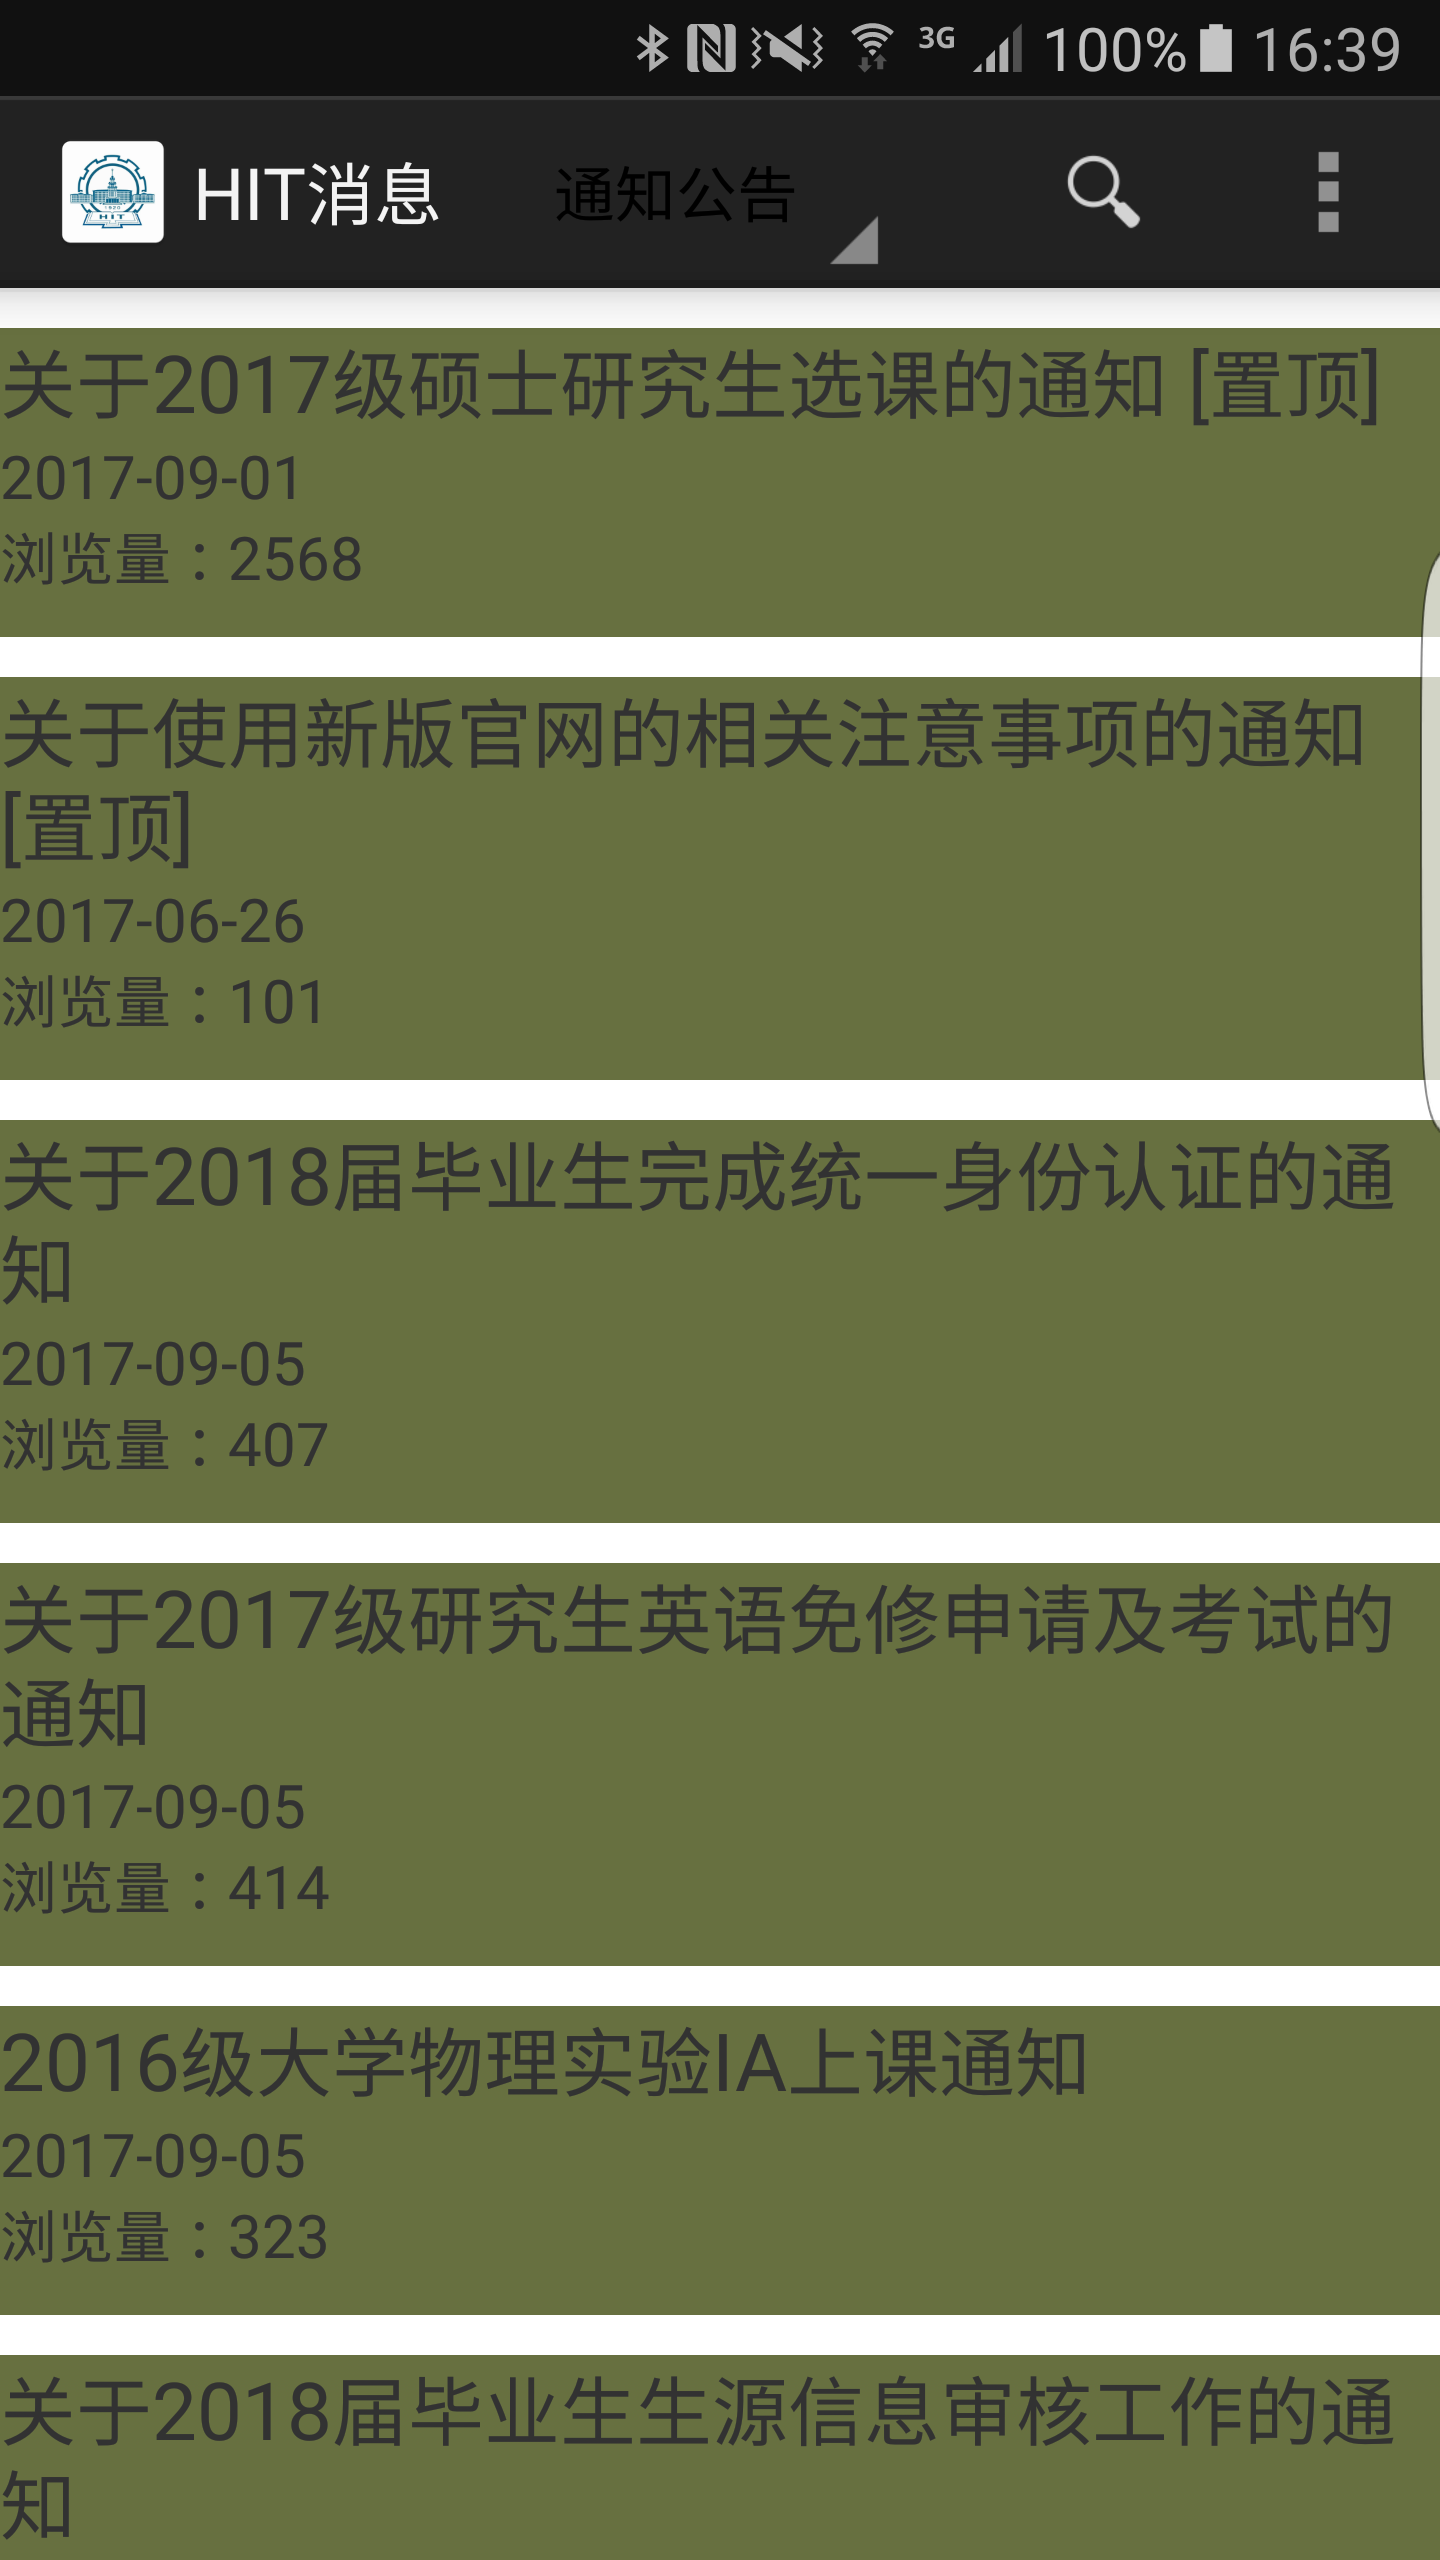 3G 100% 16:39
HIT消息 通知公告
关于2017级硕士研究生选课的通知 [置顶]
2017-09-01
浏览量：2568
关于使用新版官网的相关注意事项的通知
[置顶]
2017-06-26
浏览量：101
关于2018届毕业生完成统一身份认证的通
知
2017-09-05
浏览量：407
关于2017级研究生英语免修申请及考试的
通知
2017-09-05
浏览量：414
2016级大学物理实验IA上课通知
2017-09-05
浏览量：323
关于2018届毕业生生源信息审核工作的通
知